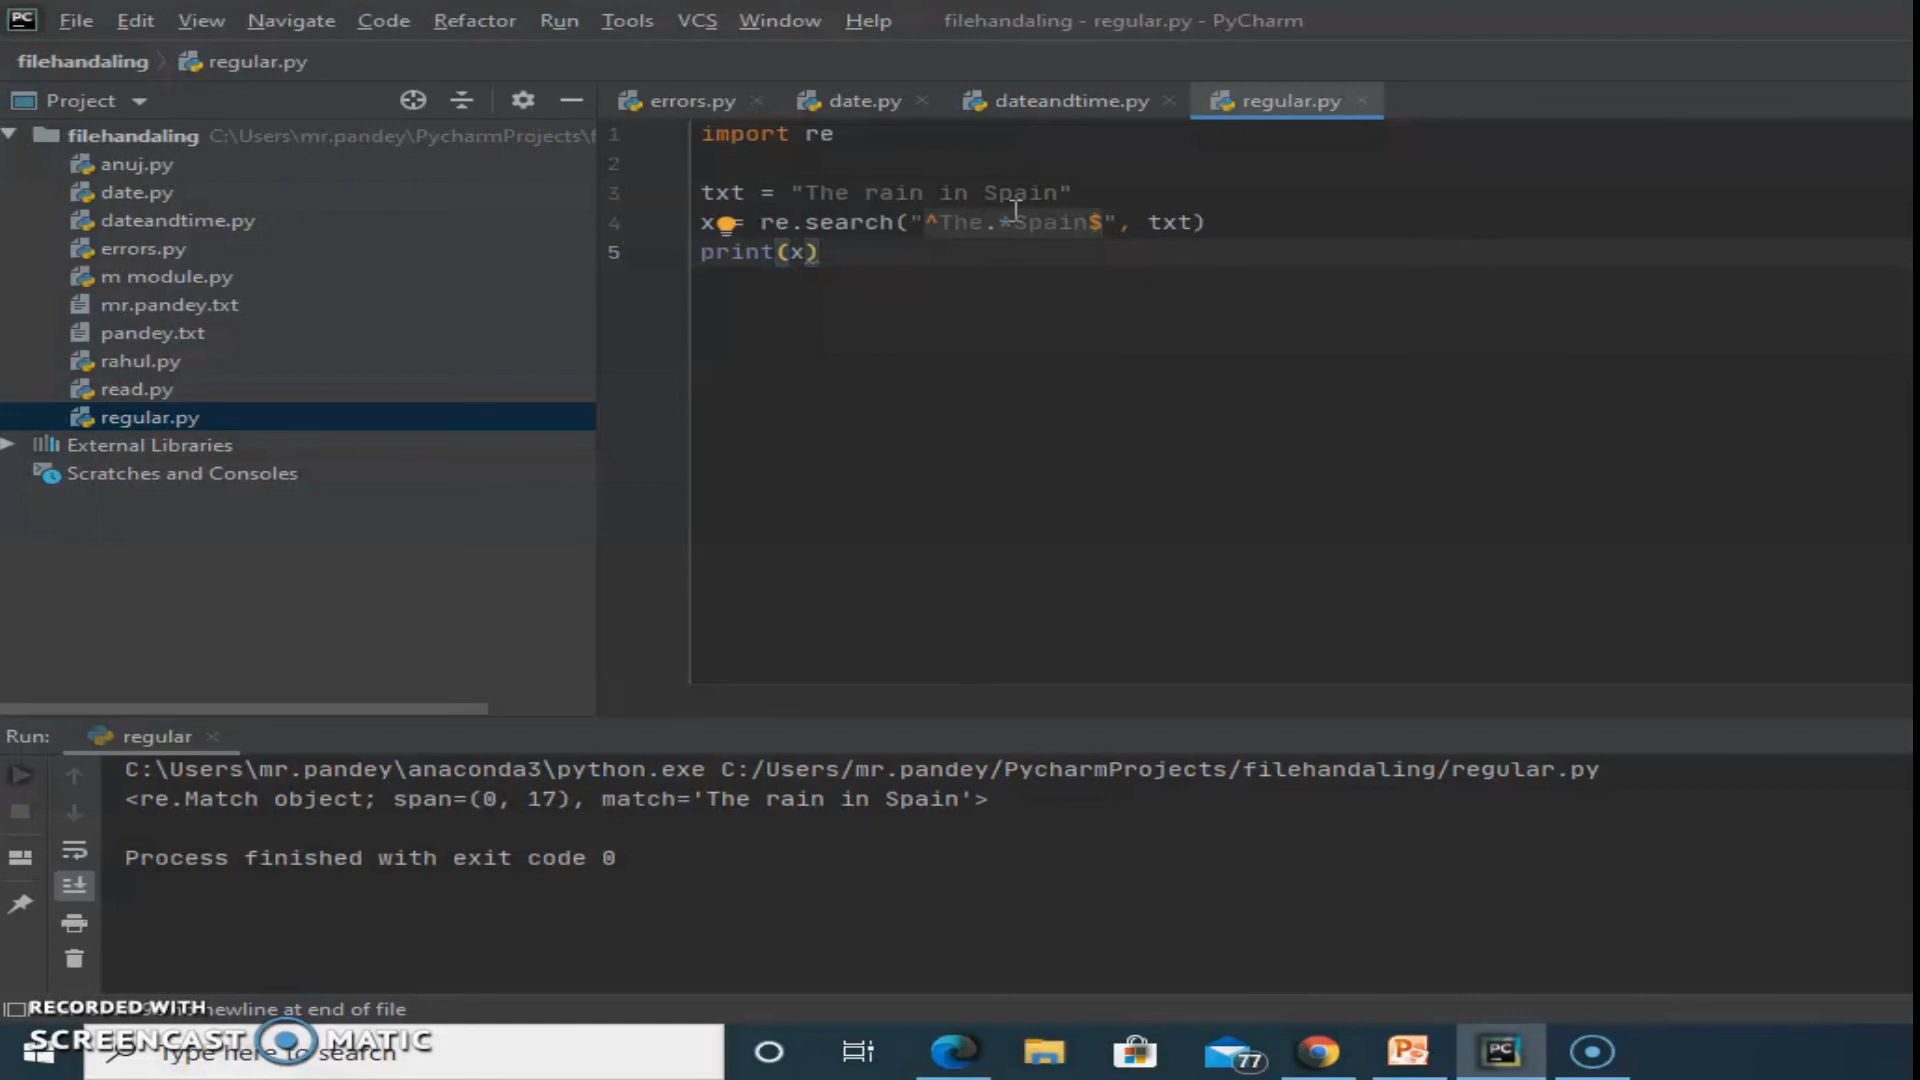 PC File Edit View Navigate Code Refactor Run Tools VCS Window Help filehandaling - regular.py - PyCharm
filehandaling regular.py
Project
errors.py date.py dateandtime.py regular.py
filehandaling C:\Users\mr.pandey\PycharmProjects\f
anuj.py
date.py
dateandtime.py
errors.py
m module.py
mr.pandey.txt
pandey.txt
rahul.py
read.py
regular.py
External Libraries
Scratches and Consoles
1 import re
2
3 txt = "The rain in Spain"
4 x = re.search("^The.*Spain$", txt)
5 print(x)
Run: regular
C:\Users\mr.pandey\anaconda3\python.exe C:/Users/mr.pandey/PycharmProjects/filehandaling/regular.py
<re.Match object; span=(0, 17), match='The rain in Spain'>
Process finished with exit code 0
RECORDED WITH
newline at end of file
SCREENCAST MATIC
Type here to search
77
PC